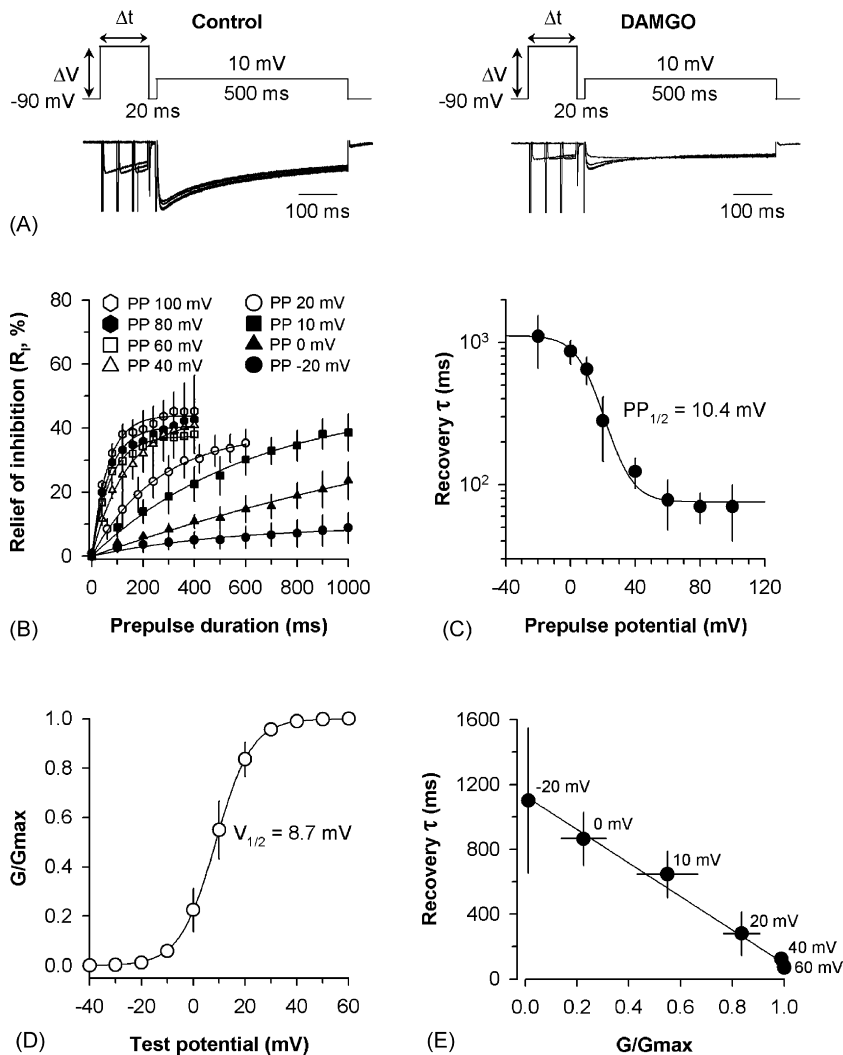 Control
Δt
ΔV
10 mV
-90 mV
20 ms
500 ms
100 ms
(A)
DAMGO
Δt
ΔV
10 mV
-90 mV
20 ms
500 ms
100 ms
80
60
40
20
0
Relief of inhibition (R_I, %)
PP 100 mV
PP 80 mV
PP 60 mV
PP 40 mV
PP 20 mV
PP 10 mV
PP 0 mV
PP -20 mV
0 200 400 600 800 1000
(B)
Prepulse duration (ms)
Recovery τ (ms)
10³
10²
PP₁/₂ = 10.4 mV
-40 0 40 80 120
(C)
Prepulse potential (mV)
G/Gmax
1.0
0.8
0.6
0.4
0.2
0.0
V₁/₂ = 8.7 mV
-40 -20 0 20 40 60
(D)
Test potential (mV)
Recovery τ (ms)
1600
1200
800
400
0
-20 mV
0 mV
10 mV
20 mV
40 mV
60 mV
0.0 0.2 0.4 0.6 0.8 1.0
(E)
G/Gmax